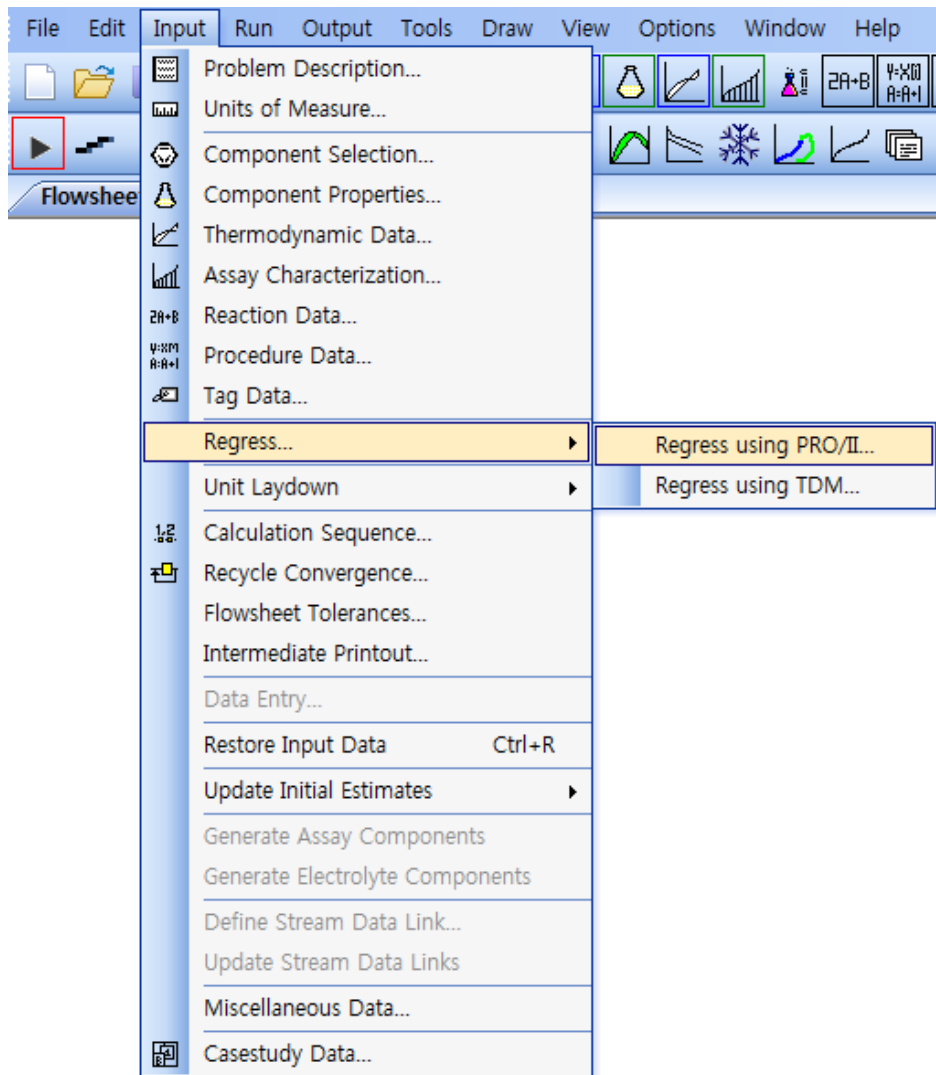 File Edit Input Run Output Tools Draw View Options Window Help
2A+B
Y:X[I]
A:A+I
Flowshee
Problem Description...
Units of Measure...
Component Selection...
Component Properties...
Thermodynamic Data...
Assay Characterization...
2A+B Reaction Data...
Procedure Data...
Tag Data...
Regress...
Regress using PRO/II...
Regress using TDM...
Unit Laydown
Calculation Sequence...
Recycle Convergence...
Flowsheet Tolerances...
Intermediate Printout...
Data Entry...
Restore Input Data Ctrl+R
Update Initial Estimates
Generate Assay Components
Generate Electrolyte Components
Define Stream Data Link...
Update Stream Data Links
Miscellaneous Data...
Casestudy Data...